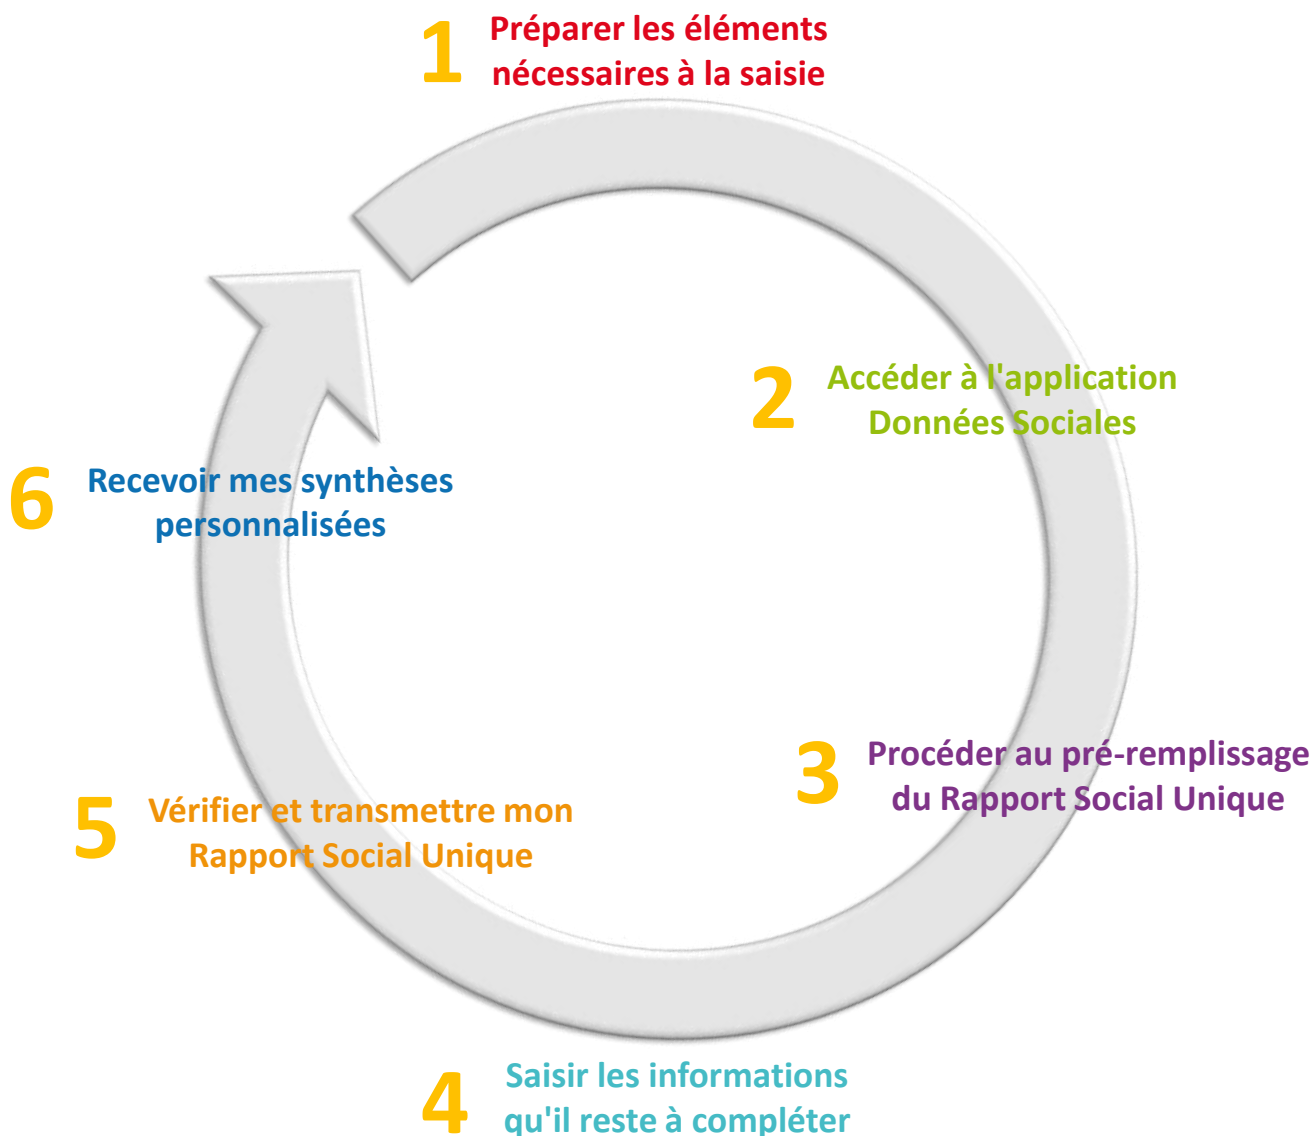 1
Préparer les éléments
nécessaires à la saisie
2
Accéder à l'application
Données Sociales
3
Procéder au pré-remplissage
du Rapport Social Unique
4
Saisir les informations
qu'il reste à compléter
5
Vérifier et transmettre mon
Rapport Social Unique
6
Recevoir mes synthèses
personnalisées